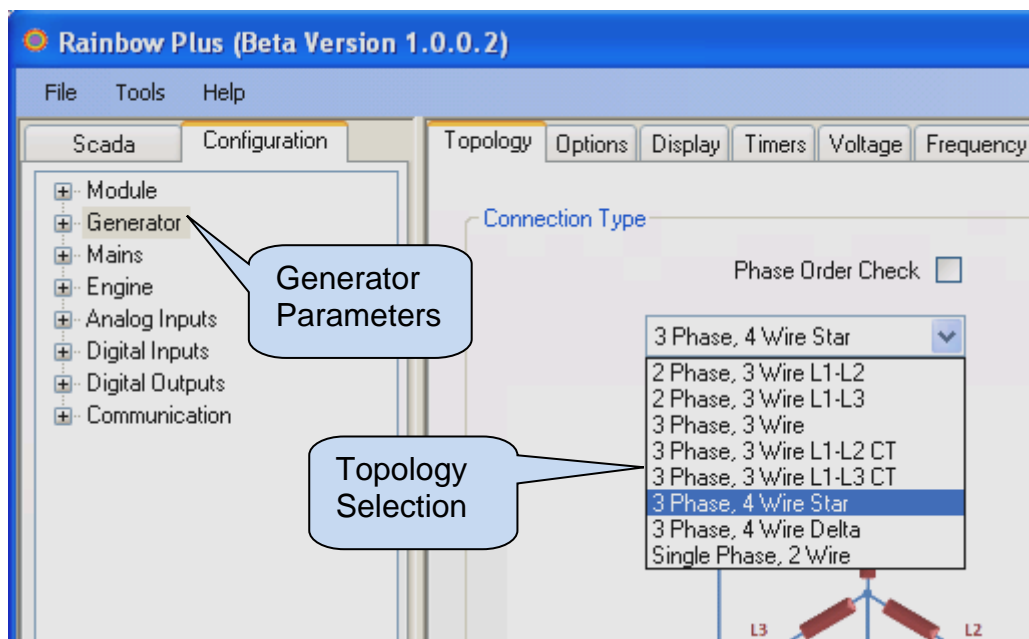 Rainbow Plus (Beta Version 1.0.0.2)
File Tools Help
Scada Configuration
Topology Options Display Timers Voltage Frequency
Module
Generator
Mains
Engine
Analog Inputs
Digital Inputs
Digital Outputs
Communication
Generator
Parameters
Connection Type
Phase Order Check
3 Phase, 4 Wire Star
2 Phase, 3 Wire L1-L2
2 Phase, 3 Wire L1-L3
3 Phase, 3 Wire
3 Phase, 3 Wire L1-L2 CT
3 Phase, 3 Wire L1-L3 CT
3 Phase, 4 Wire Star
3 Phase, 4 Wire Delta
Single Phase, 2 Wire
Topology
Selection
L3 L2